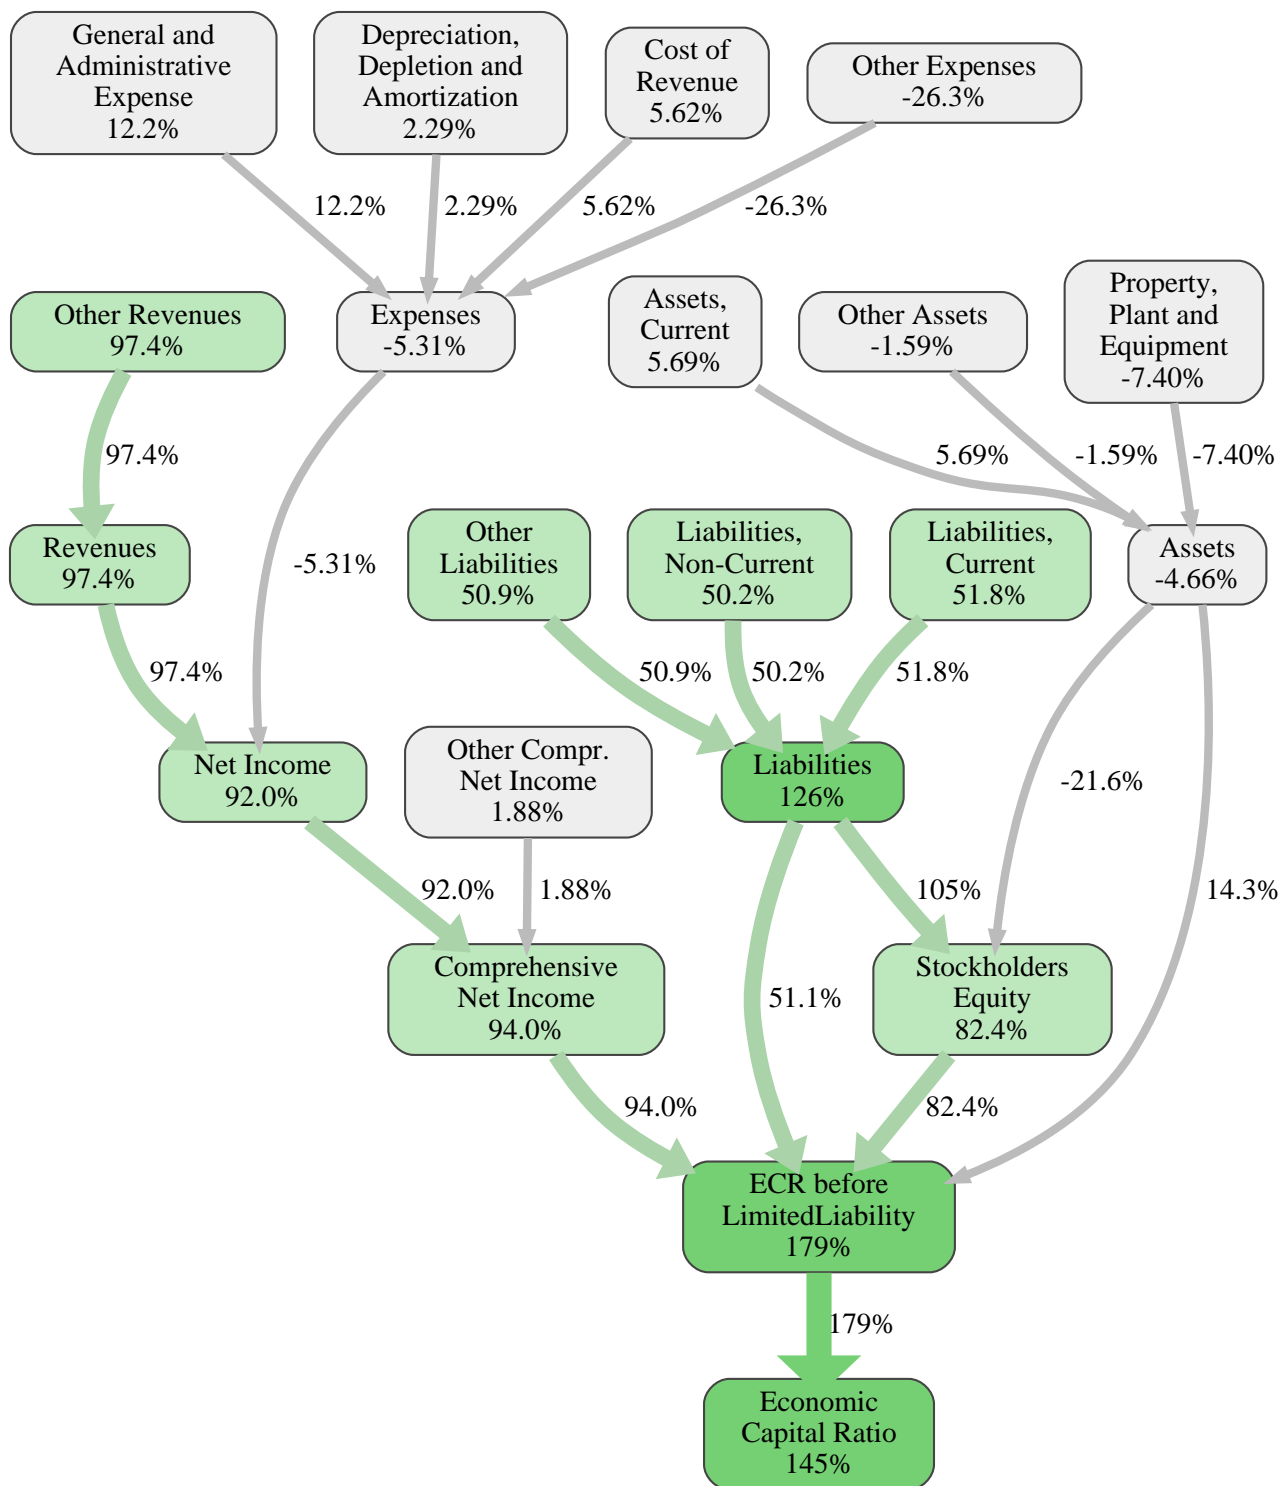 General and
Administrative
Expense
12.2%
Depreciation,
Depletion and
Amortization
2.29%
Cost of
Revenue
5.62%
Other Expenses
-26.3%
12.2%
2.29%
5.62%
-26.3%
Other Revenues
97.4%
Expenses
-5.31%
Assets,
Current
5.69%
Other Assets
-1.59%
Property,
Plant and
Equipment
-7.40%
97.4%
5.69%
-1.59%
-7.40%
Revenues
97.4%
-5.31%
Other
Liabilities
50.9%
Liabilities,
Non-Current
50.2%
Liabilities,
Current
51.8%
Assets
-4.66%
97.4%
50.9%
50.2%
51.8%
Net Income
92.0%
Other Compr.
Net Income
1.88%
Liabilities
126%
-21.6%
92.0%
1.88%
105%
14.3%
Comprehensive
Net Income
94.0%
51.1%
Stockholders
Equity
82.4%
94.0%
82.4%
ECR before
LimitedLiability
179%
179%
Economic
Capital Ratio
145%